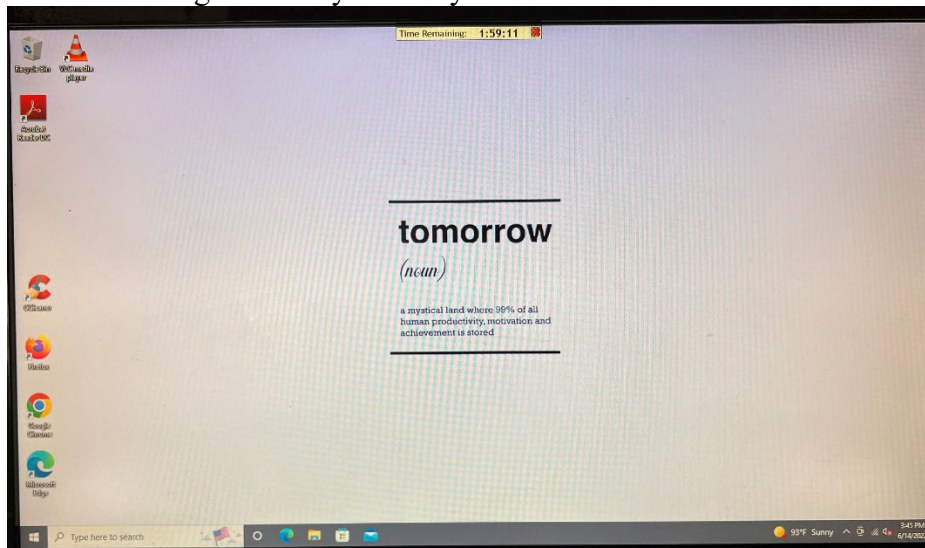 Time Remaining: 1:59:11
Recycle Bin
VLC media
player
Acrobat
Reader DC
tomorrow
(noun)
a mystical land where 99% of all
human productivity, motivation and
achievement is stored
CCleaner
Firefox
Google
Chrome
Microsoft
Edge
Type here to search
93°F Sunny
3:45 PM